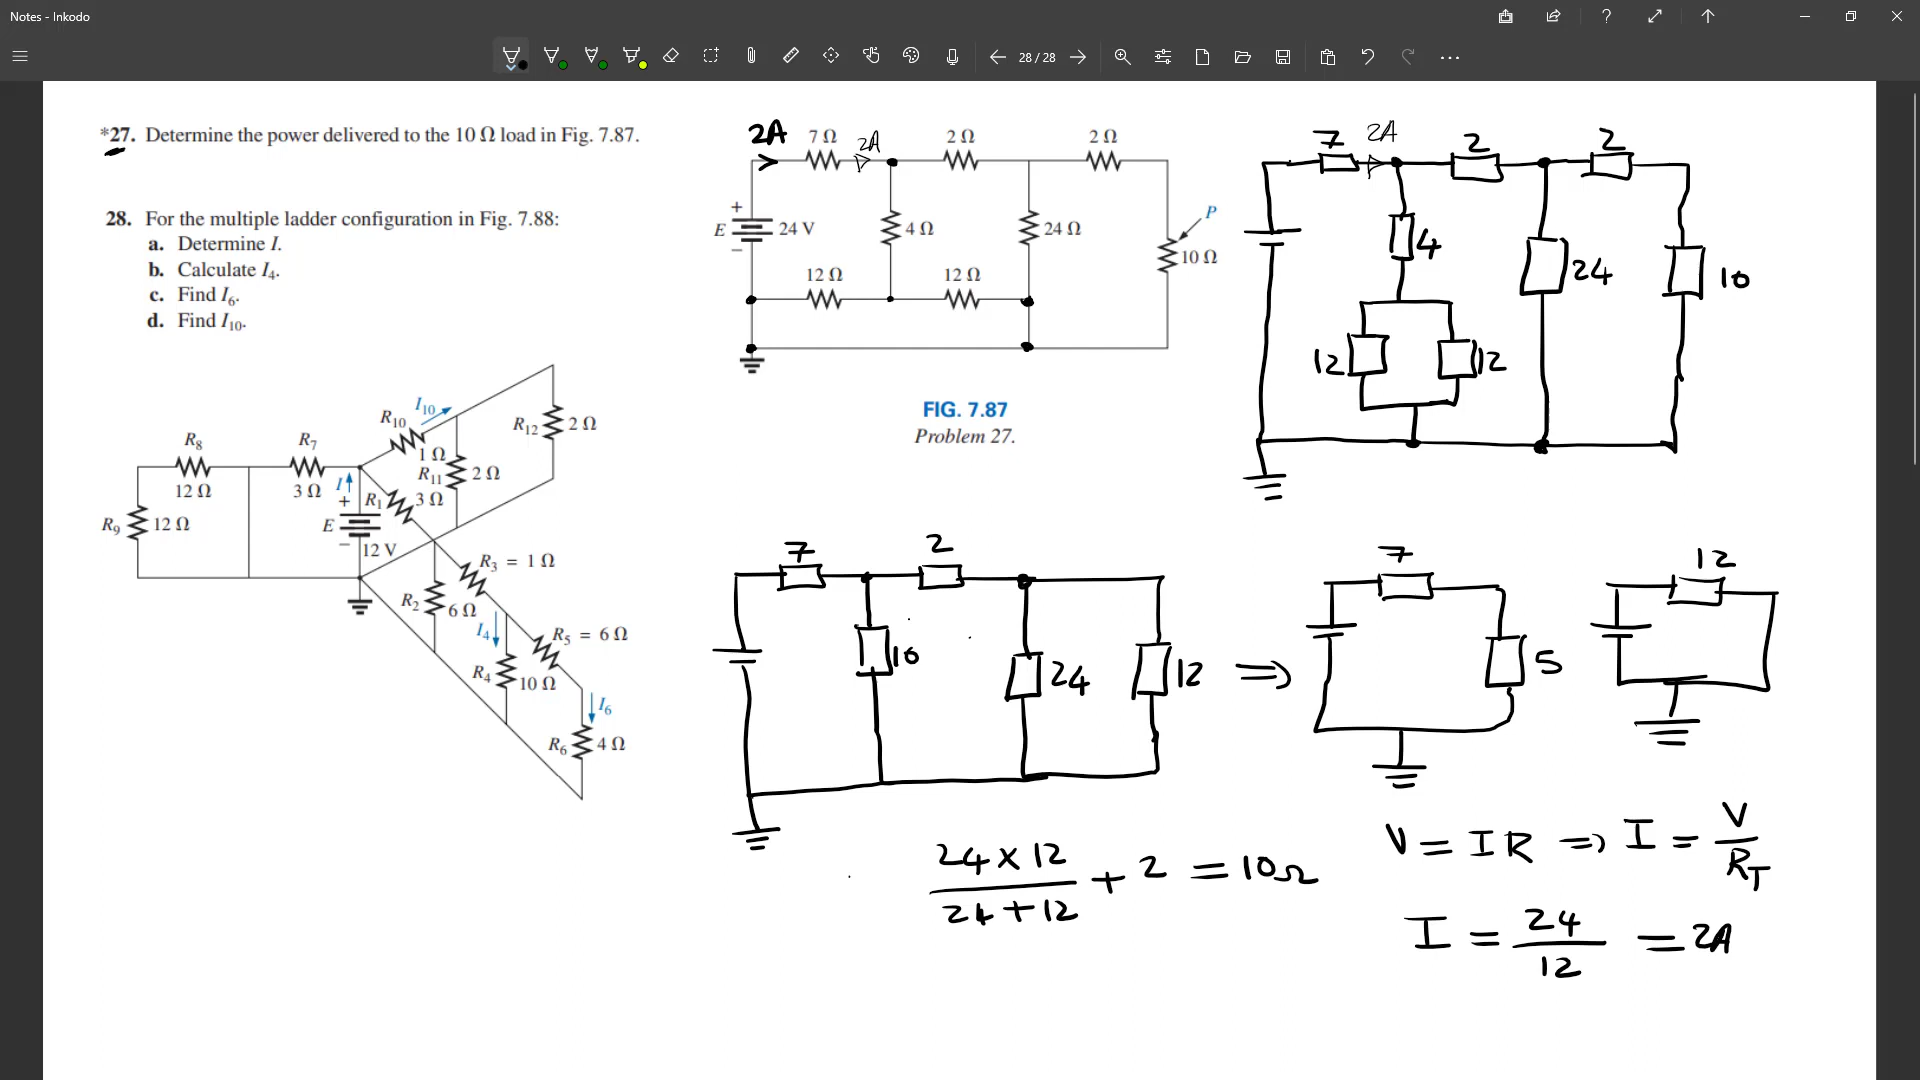 Notes - Inkodo
28 / 28
*27. Determine the power delivered to the 10 Ω load in Fig. 7.87.
28. For the multiple ladder configuration in Fig. 7.88:
a. Determine I.
b. Calculate I4.
c. Find I6.
d. Find I10.
R8
12 Ω
R9
12 Ω
R7
3 Ω
I
+
E
−
12 V
R1
3 Ω
R10
I10
1 Ω
R11
2 Ω
R12
2 Ω
R3 = 1 Ω
R2
6 Ω
I4
R4
10 Ω
R5 = 6 Ω
I6
R6
4 Ω
2A
7 Ω
2A
2 Ω
2 Ω
+
E
24 V
−
4 Ω
24 Ω
P
10 Ω
12 Ω
12 Ω
FIG. 7.87
Problem 27.
7
2A
2
2
4
24
10
12
12
7
2
10
24
12
⇒
7
5
12
24 × 12
24 + 12
+ 2 = 10Ω
V = IR ⇒ I = V
RT
I = 24
12
= 2A